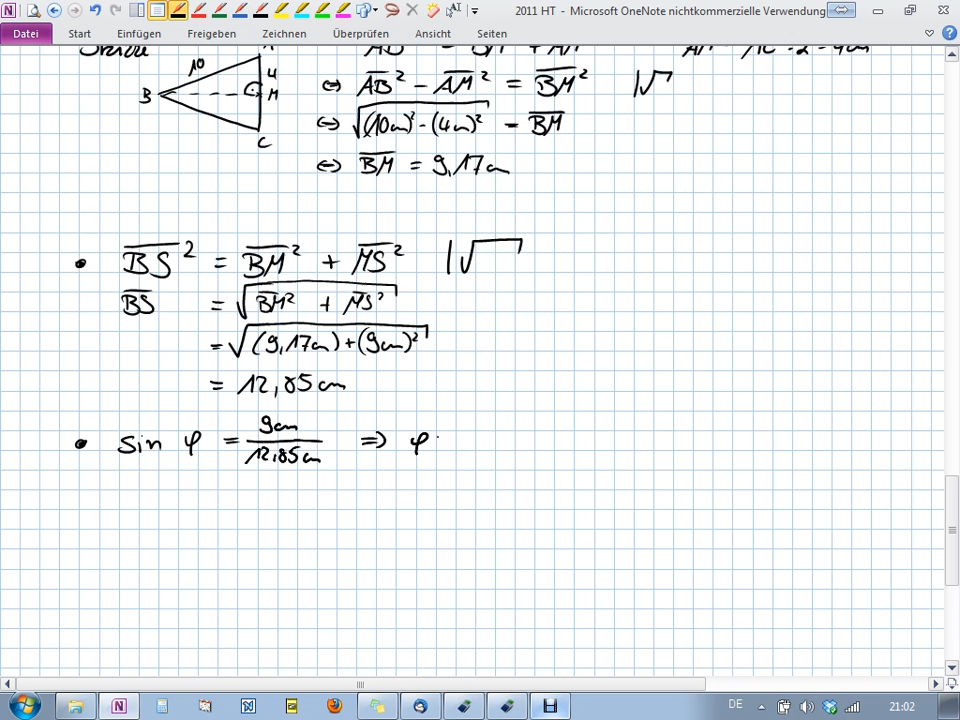 2011 HT - Microsoft OneNote nichtkommerzielle Verwendung
Datei Start Einfügen Freigeben Zeichnen Überprüfen Ansicht Seiten
10
4
B M
C
⇔ AB² - AM² = BM² |√
⇔ √(10cm)² - (4cm)² = BM
⇔ BM = 9,17cm
• BS² = BM² + MS² |√
BS = √BM² + MS²
= √(9,17cm)+(9cm)²
= 12,85cm
• sin φ = 9cm / 12,85cm ⇒ φ
DE 21:02